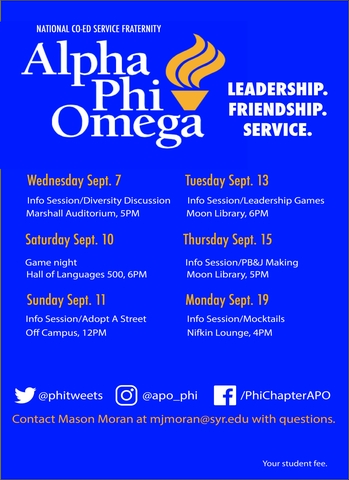 NATIONAL CO-ED SERVICE FRATERNITY
Alpha
Phi
Omega
LEADERSHIP.
FRIENDSHIP.
SERVICE.
Wednesday Sept. 7
Info Session/Diversity Discussion
Marshall Auditorium, 5PM
Tuesday Sept. 13
Info Session/Leadership Games
Moon Library, 6PM
Saturday Sept. 10
Game night
Hall of Languages 500, 6PM
Thursday Sept. 15
Info Session/PB&J Making
Moon Library, 5PM
Sunday Sept. 11
Info Session/Adopt A Street
Off Campus, 12PM
Monday Sept. 19
Info Session/Mocktails
Nifkin Lounge, 4PM
@phitweets @apo_phi /PhiChapterAPO
Contact Mason Moran at mjmoran@syr.edu with questions.
Your student fee.